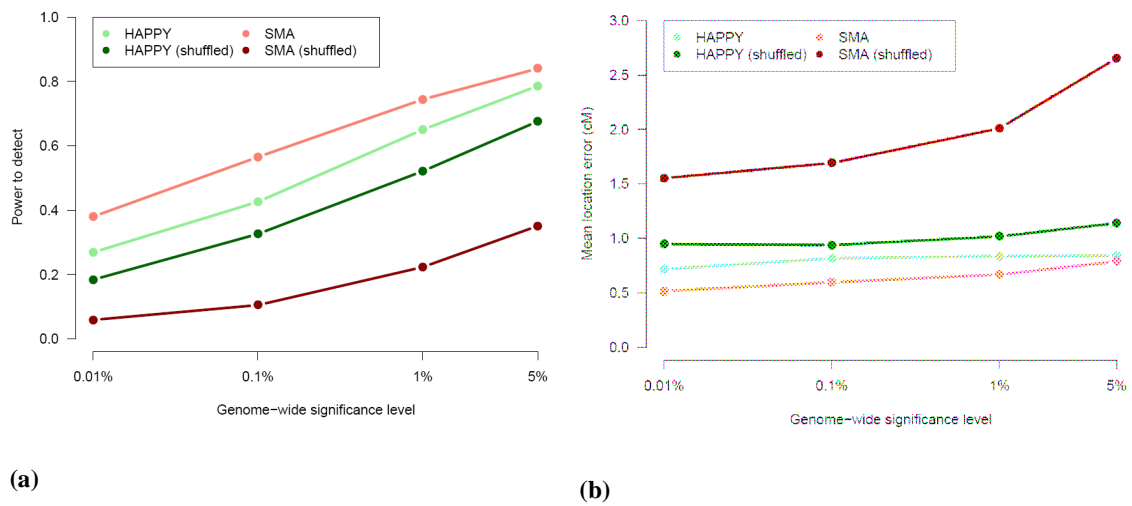 HAPPY
SMA
HAPPY (shuffled)
SMA (shuffled)
Power to detect
1.0
0.8
0.6
0.4
0.2
0.0
0.01%
0.1%
1%
5%
Genome−wide significance level
(a)
HAPPY
SMA
HAPPY (shuffled)
SMA (shuffled)
Mean location error (cM)
3.0
2.5
2.0
1.5
1.0
0.5
0.0
0.01%
0.1%
1%
5%
Genome−wide significance level
(b)